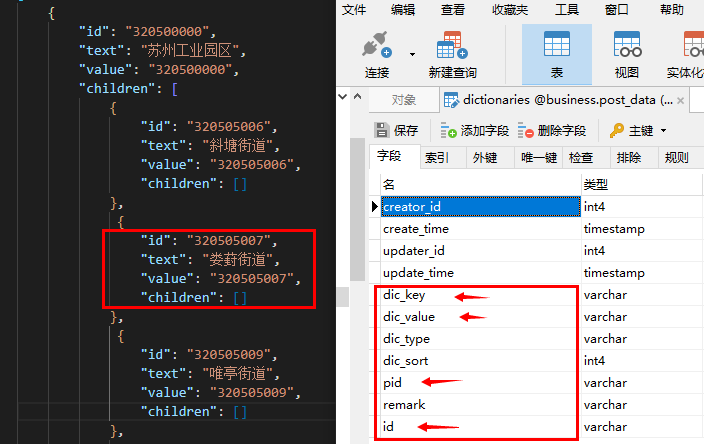 {
"id": "320500000",
"text": "苏州工业园区",
"value": "320500000",
"children": [
{
"id": "320505006",
"text": "斜塘街道",
"value": "320505006",
"children": []
},
{
"id": "320505007",
"text": "娄葑街道",
"value": "320505007",
"children": []
},
{
"id": "320505009",
"text": "唯亭街道",
"value": "320505009",
"children": []
},
文件 编辑 查看 收藏夹 工具 窗口 帮助
连接 新建查询 表 视图 实体化
对象 dictionaries @business.post_data (...
保存 添加字段 删除字段 主键
字段 索引 外键 唯一键 检查 排除 规则
名 类型
creator_id int4
create_time timestamp
updater_id int4
update_time timestamp
dic_key varchar
dic_value varchar
dic_type varchar
dic_sort int4
pid varchar
remark varchar
id varchar